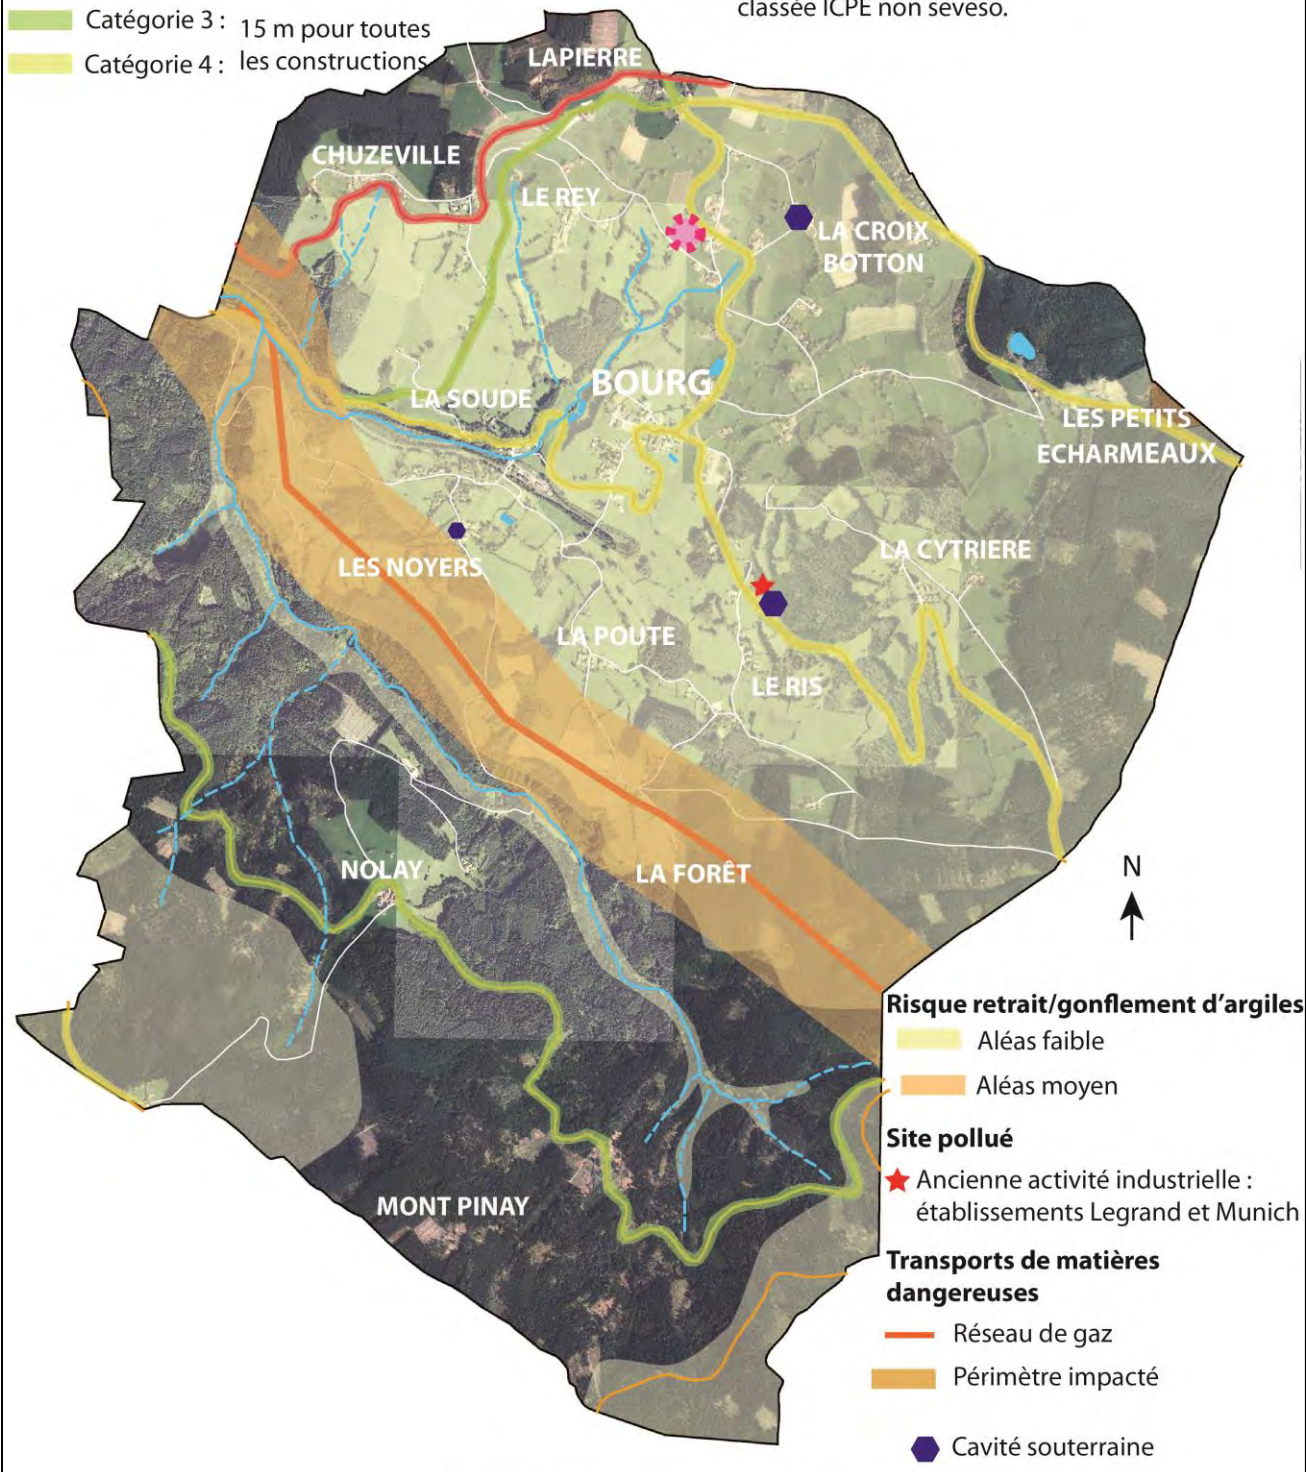 classée ICPE non seveso.
Catégorie 3 : 15 m pour toutes
Catégorie 4 : les constructions
LAPIERRE
CHUZEVILLE
LE REY
LA CROIX
BOTTON
BOURG
LA SOUDE
LES PETITS
ECHARMEAUX
LES NOYERS
LA CYTRIERE
LA POUTE
LE RIS
NOLAY
LA FORÊT
MONT PINAY
N
Risque retrait/gonflement d'argiles
Aléas faible
Aléas moyen
Site pollué
Ancienne activité industrielle :
établissements Legrand et Munich
Transports de matières
dangereuses
Réseau de gaz
Périmètre impacté
Cavité souterraine